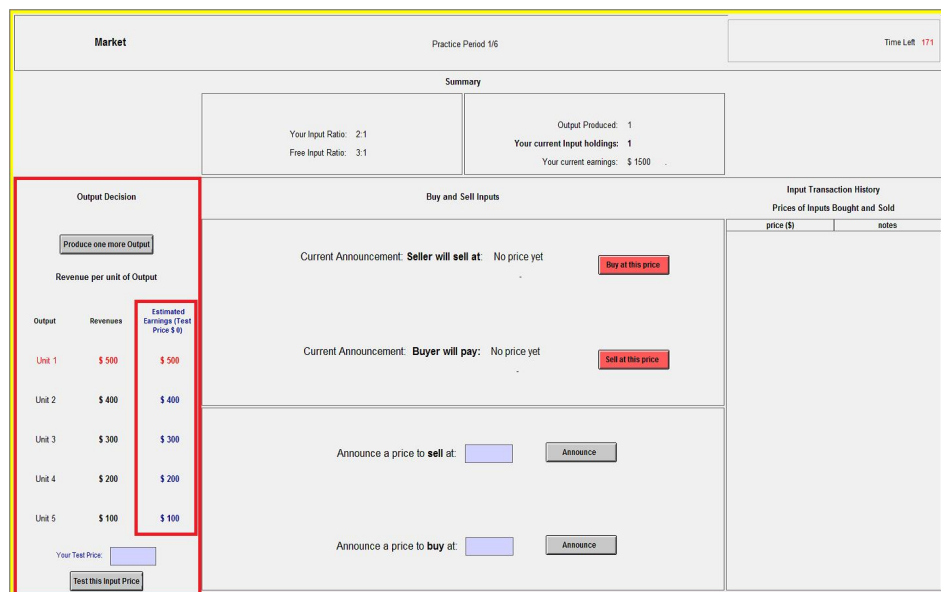 Market
Practice Period 1/6
Time Left 171
Summary
Your Input Ratio: 2:1
Free Input Ratio: 3:1
Output Produced: 1
Your current Input holdings: 1
Your current earnings: $ 1500 .
Output Decision
Produce one more Output
Revenue per unit of Output
Output Revenues Estimated Earnings (Test Price $ 0)
Unit 1 $ 500 $ 500
Unit 2 $ 400 $ 400
Unit 3 $ 300 $ 300
Unit 4 $ 200 $ 200
Unit 5 $ 100 $ 100
Your Test Price:
Test this Input Price
Buy and Sell Inputs
Current Announcement: Seller will sell at: No price yet
-
Buy at this price
Current Announcement: Buyer will pay: No price yet
-
Sell at this price
Announce a price to sell at:
Announce
Announce a price to buy at:
Announce
Input Transaction History
Prices of Inputs Bought and Sold
price ($) notes